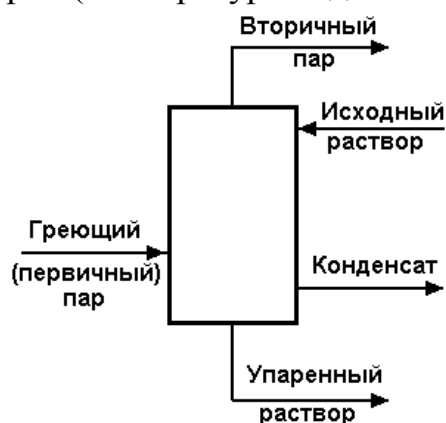 Вторичный
пар
Исходный
раствор
Греющий
(первичный)
пар
Конденсат
Упаренный
раствор